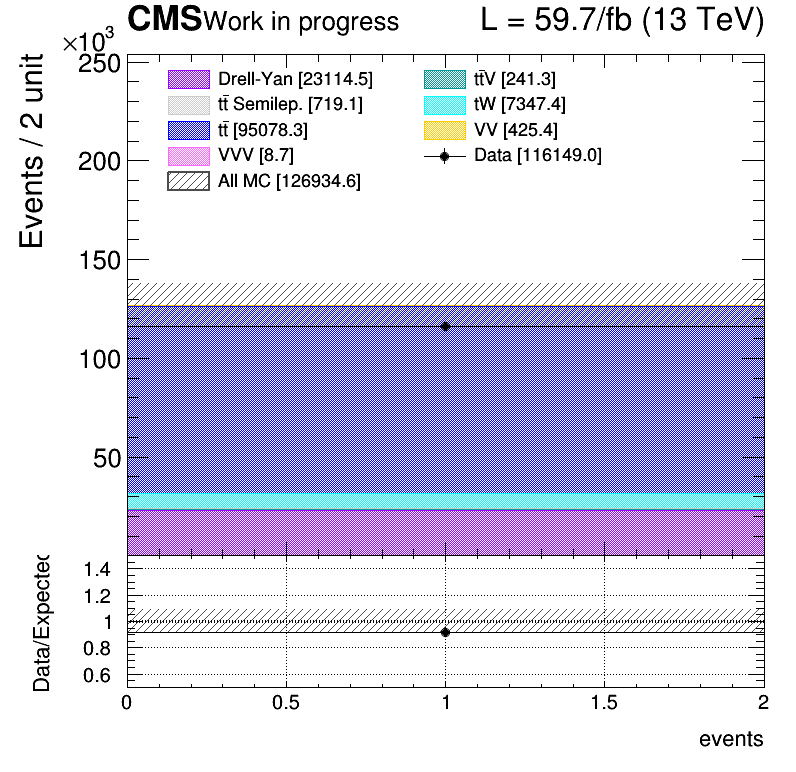 CMS Work in progress L = 59.7/fb (13 TeV)
×10³
Events / 2 unit
250
200
150
100
50
Drell-Yan [23114.5]
tt̄ Semilep. [719.1]
tt̄ [95078.3]
VVV [8.7]
All MC [126934.6]
tt̄V [241.3]
tW [7347.4]
VV [425.4]
Data [116149.0]
Data/Expected
1.4
1.2
1
0.8
0.6
0 0.5 1 1.5 2
events